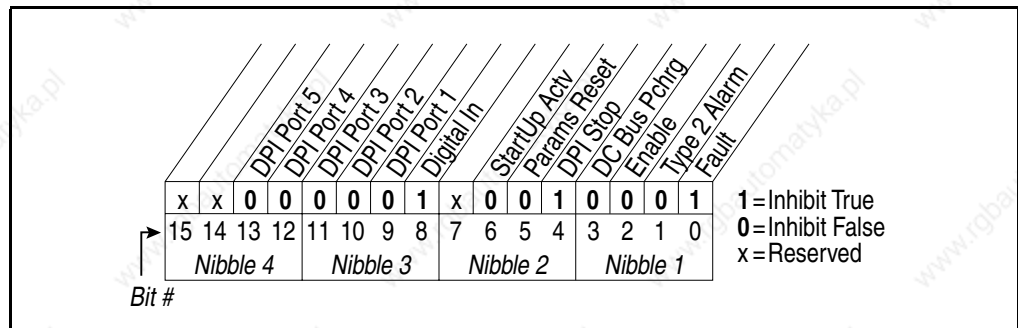 DPI Port 5
DPI Port 4
DPI Port 3
DPI Port 2
DPI Port 1
Digital In
StartUp Actv
Params Reset
DPI Stop
DC Bus Pchrg
Enable
Type 2 Alarm
Fault
x x 0 0 0 0 0 1 x 0 0 1 0 0 0 1
15 14 13 12 11 10 9 8 7 6 5 4 3 2 1 0
Nibble 4 Nibble 3 Nibble 2 Nibble 1
Bit #
1=Inhibit True
0=Inhibit False
x=Reserved